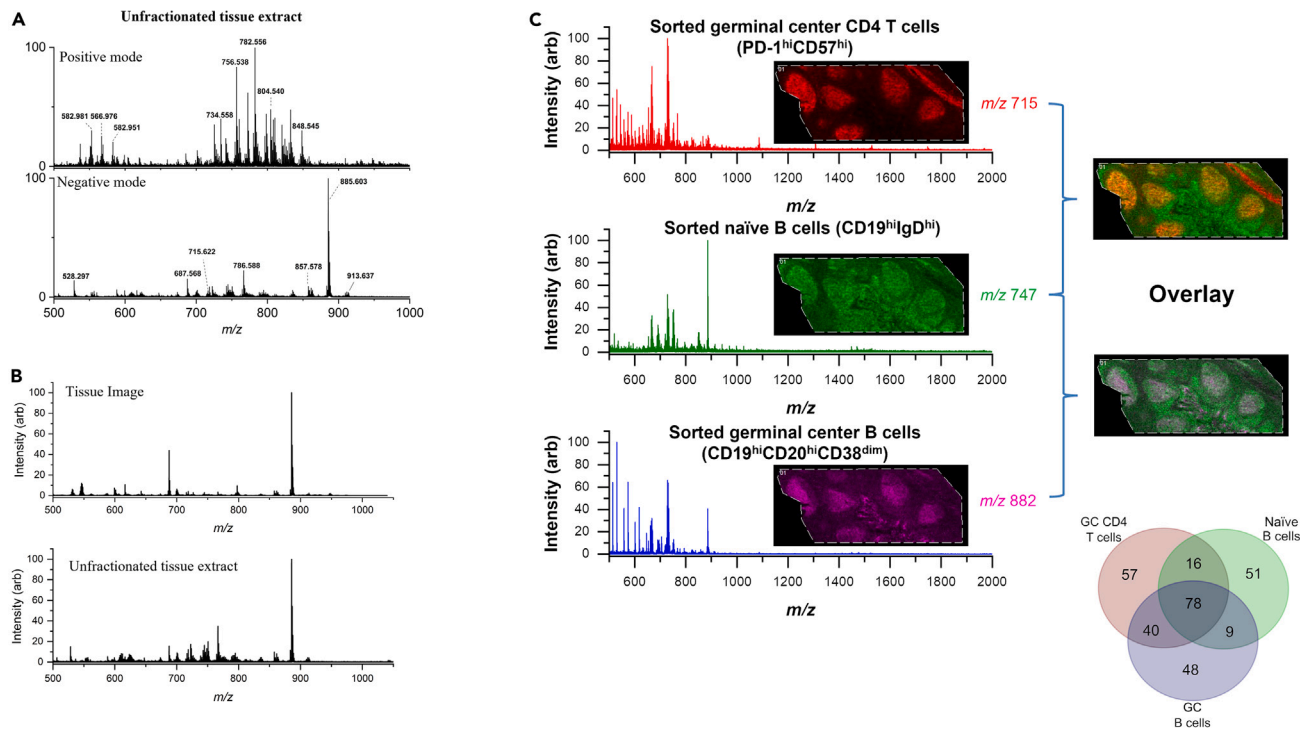 A
Unfractionated tissue extract
100
50
0
Positive mode
582.981
566.976
582.951
734.558
756.538
782.556
804.540
848.545
100
50
0
Negative mode
528.297
687.568
715.622
786.588
857.578
885.603
913.637
500 600 700 800 900 1000
m/z
B
Tissue Image
Intensity (arb)
100
80
60
40
20
0
500 600 700 800 900 1000
m/z
Unfractionated tissue extract
Intensity (arb)
100
80
60
40
20
0
500 600 700 800 900 1000
m/z
C
Sorted germinal center CD4 T cells
(PD-1hiCD57hi)
Intensity (arb)
100
80
60
40
20
0
600 800 1000 1200 1400 1600 1800 2000
m/z
m/z 715
Sorted naïve B cells (CD19hiIgDhi)
Intensity (arb)
100
80
60
40
20
0
600 800 1000 1200 1400 1600 1800 2000
m/z
m/z 747
Sorted germinal center B cells
(CD19hiCD20hiCD38dim)
Intensity (arb)
100
80
60
40
20
0
600 800 1000 1200 1400 1600 1800 2000
m/z
m/z 882
Overlay
GC CD4
T cells
Naïve
B cells
57
16
51
78
40
9
48
GC
B cells